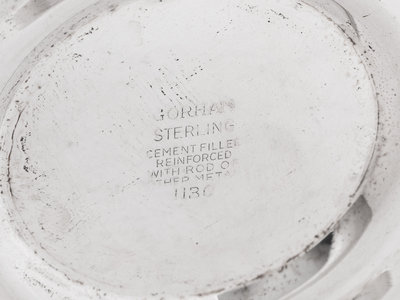 GORHAM
STERLING
CEMENT FILLED
REINFORCED
WITH ROD OF
OTHER METAL
1130